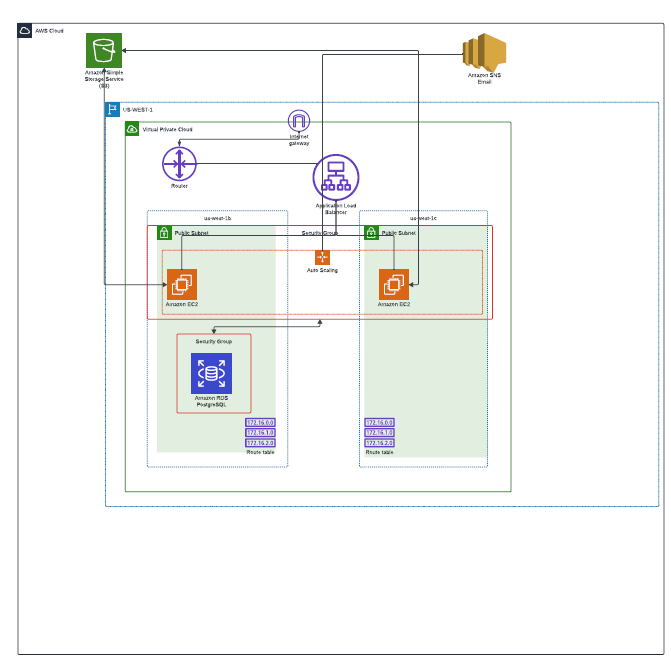 AWS Cloud
Amazon Simple
Storage Service
(S3)
Amazon SNS
Email
US-WEST-1
Virtual Private Cloud
Internet
gateway
Router
Application Load
Balancer
us-west-1b
us-west-1c
Public Subnet
Security Group
Public Subnet
Auto Scaling
Amazon EC2
Amazon EC2
Security Group
Amazon RDS
PostgreSQL
172.16.0.0
172.16.1.0
172.16.2.0
Route table
172.16.0.0
172.16.1.0
172.16.2.0
Route table